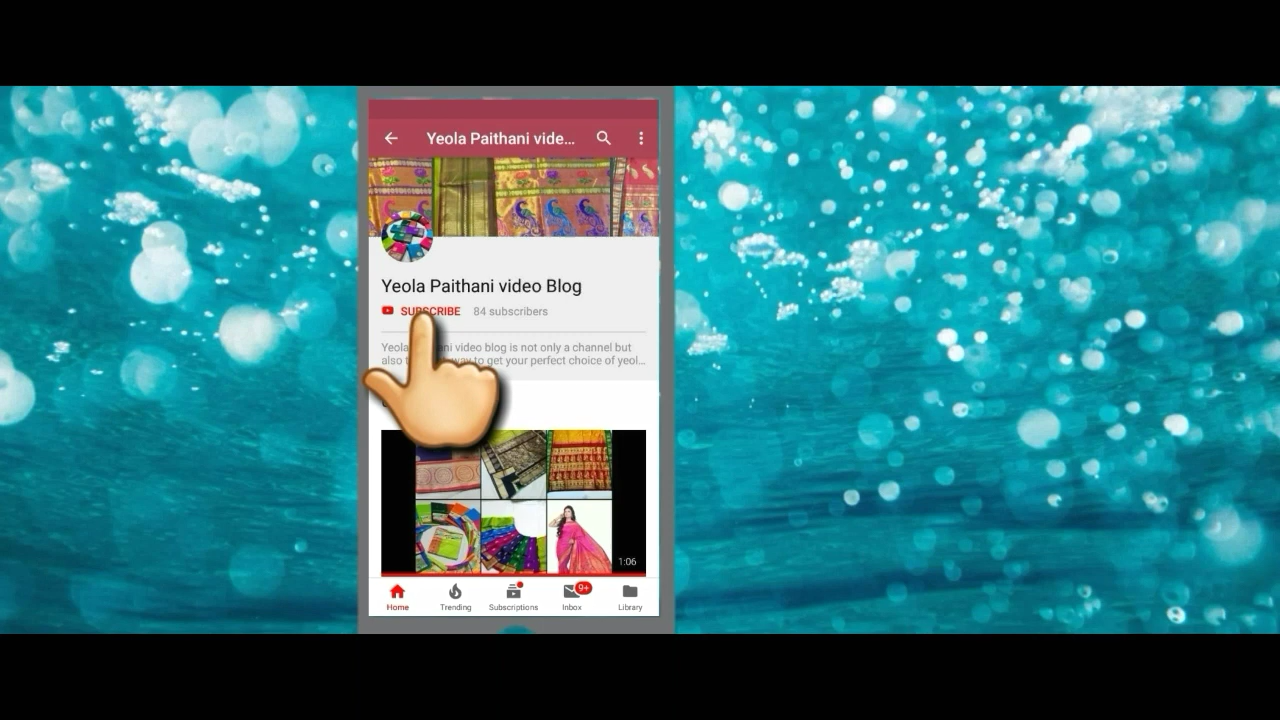 Yeola Paithani vide...
Yeola Paithani video Blog
SUBSCRIBE 84 subscribers
Yeola ani video blog is not only a channel but
also way to get your perfect choice of yeol...
1:06
9+
Home Trending Subscriptions Inbox Library